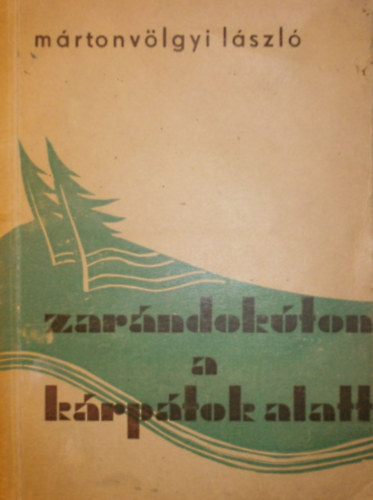 mártonvölgyi lászló
zarándokúton
a
kárpátok alatt